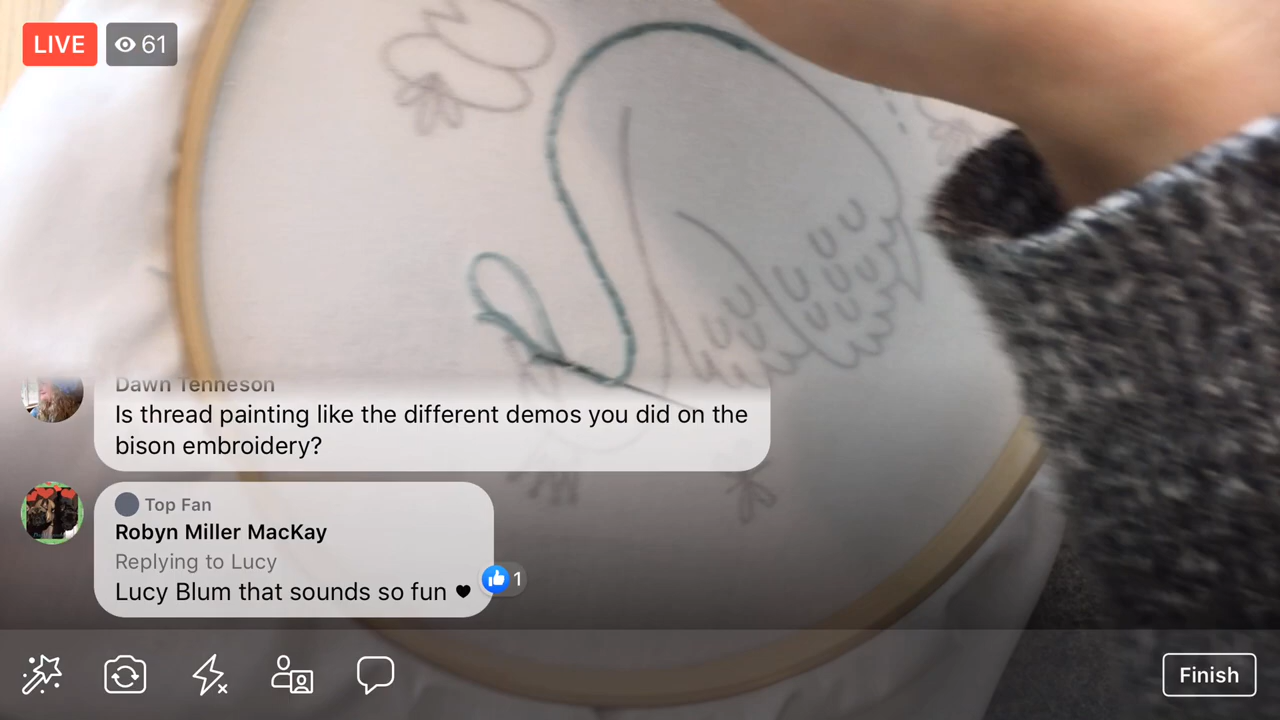 LIVE
61
Dawn Tenneson
Is thread painting like the different demos you did on the
bison embroidery?
Top Fan
Robyn Miller MacKay
Replying to Lucy
Lucy Blum that sounds so fun ♥
1
Finish